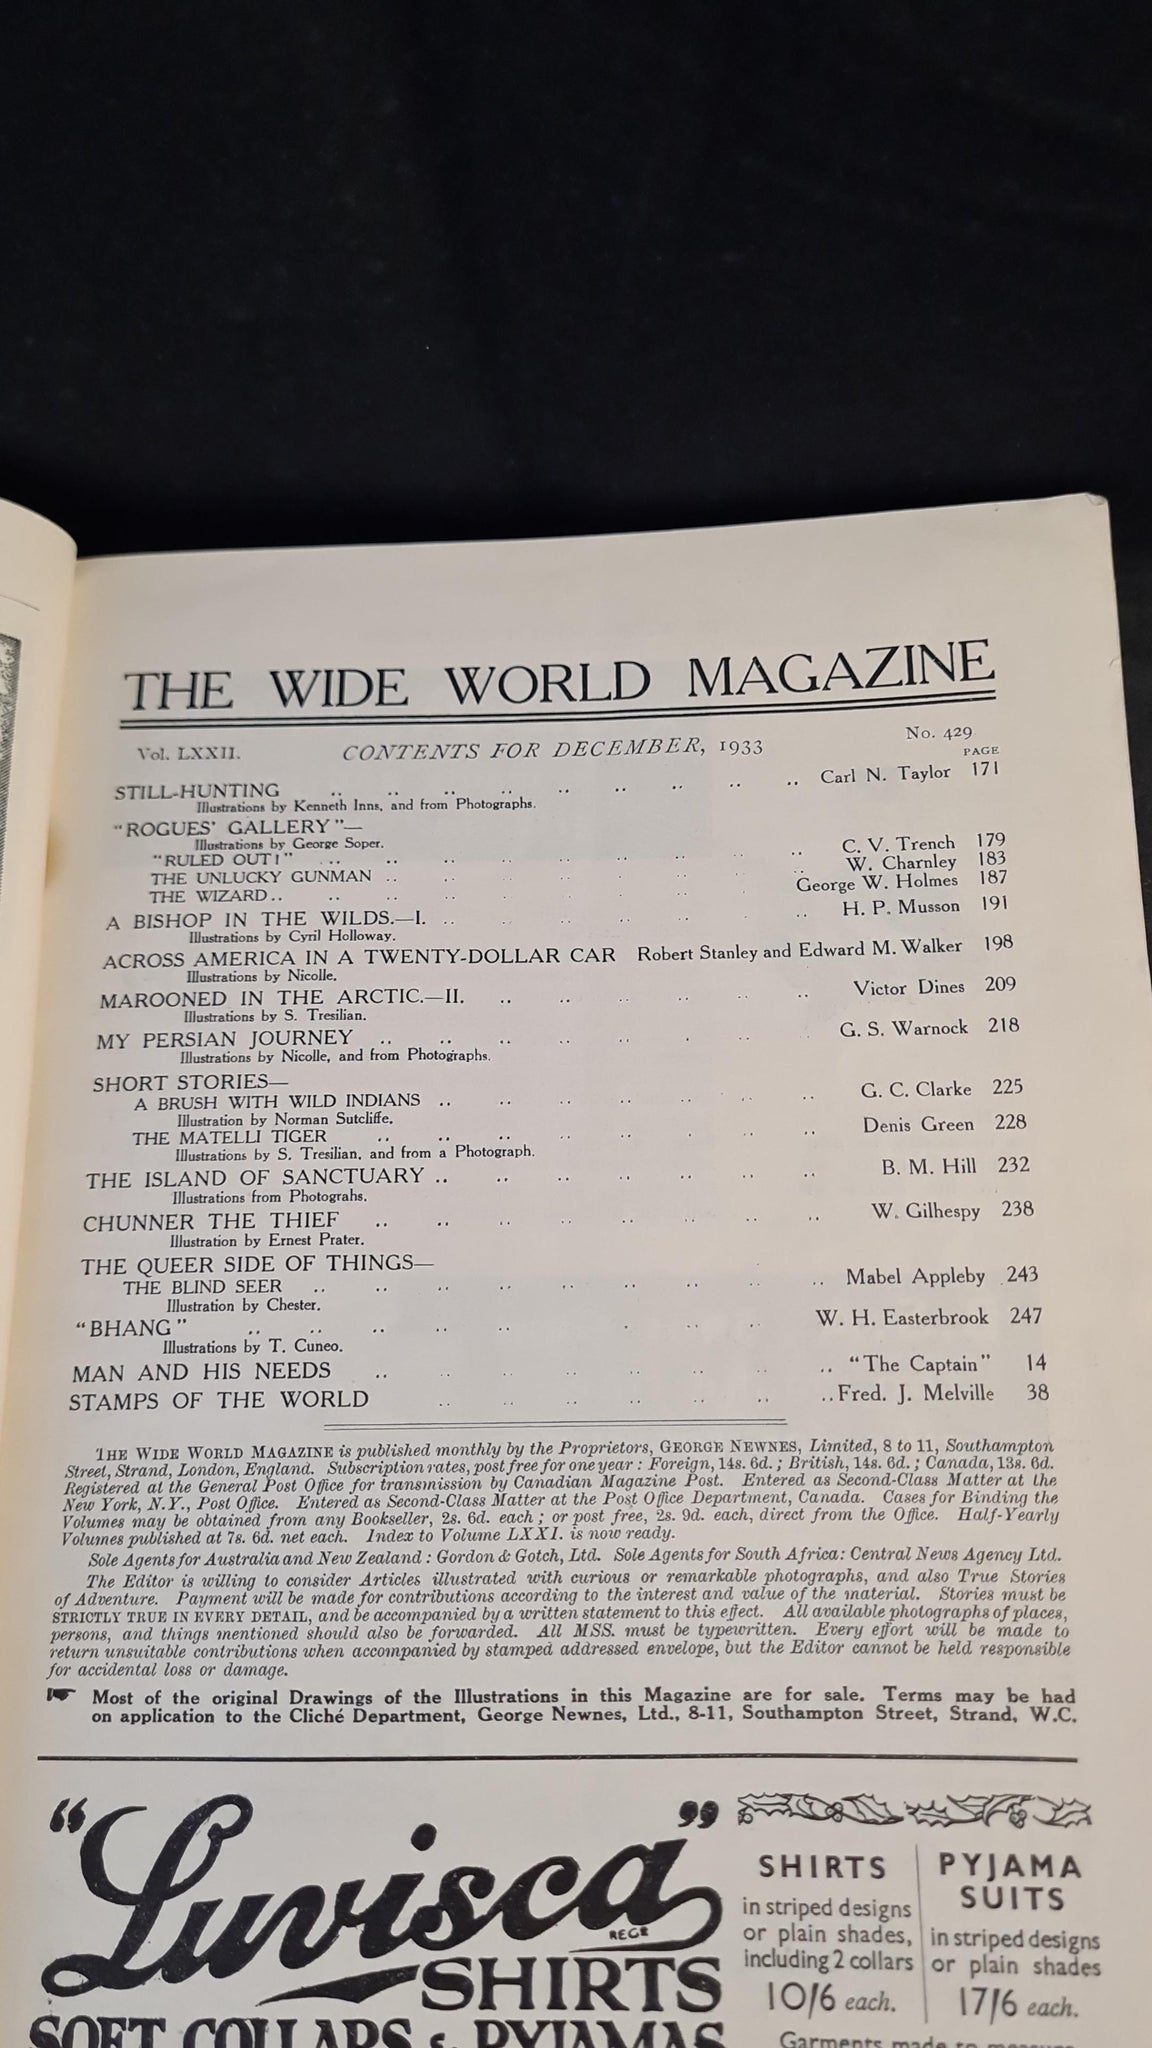 THE WIDE WORLD MAGAZINE
Vol. LXXII. CONTENTS FOR DECEMBER, 1933 No. 429
PAGE
STILL-HUNTING .. .. .. .. .. .. .. .. .. Carl N. Taylor 171
Illustrations by Kenneth Inns, and from Photographs.
"ROGUES' GALLERY"—
Illustrations by George Soper.
"RULED OUT!" .. .. .. .. .. .. .. .. .. C. V. Trench 179
THE UNLUCKY GUNMAN .. .. .. .. .. .. .. .. W. Charnley 183
THE WIZARD .. .. .. .. .. .. .. .. George W. Holmes 187
A BISHOP IN THE WILDS.—I. .. .. .. .. .. .. .. H. P. Musson 191
Illustrations by Cyril Holloway.
ACROSS AMERICA IN A TWENTY-DOLLAR CAR Robert Stanley and Edward M. Walker 198
Illustrations by Nicolle.
MAROONED IN THE ARCTIC.—II. .. .. .. .. .. .. Victor Dines 209
Illustrations by S. Tresilian.
MY PERSIAN JOURNEY .. .. .. .. .. .. .. .. G. S. Warnock 218
Illustrations by Nicolle, and from Photographs.
SHORT STORIES—
A BRUSH WITH WILD INDIANS .. .. .. .. .. .. .. G. C. Clarke 225
Illustration by Norman Sutcliffe.
THE MATELLI TIGER .. .. .. .. .. .. .. .. Denis Green 228
Illustrations by S. Tresilian, and from a Photograph.
THE ISLAND OF SANCTUARY .. .. .. .. .. .. .. B. M. Hill 232
Illustrations from Photograhs.
CHUNNER THE THIEF .. .. .. .. .. .. .. .. W. Gilhespy 238
Illustration by Ernest Prater.
THE QUEER SIDE OF THINGS—
THE BLIND SEER .. .. .. .. .. .. .. .. .. Mabel Appleby 243
Illustration by Chester.
"BHANG" .. .. .. .. .. .. .. .. W. H. Easterbrook 247
Illustrations by T. Cuneo.
MAN AND HIS NEEDS .. .. .. .. .. .. .. .. "The Captain" 14
STAMPS OF THE WORLD .. .. .. .. .. .. .. Fred. J. Melville 38
THE WIDE WORLD MAGAZINE is published monthly by the Proprietors, GEORGE NEWNES, Limited, 8 to 11, Southampton
Street, Strand, London, England. Subscription rates, post free for one year: Foreign, 14s. 6d.; British, 14s. 6d.; Canada, 13s. 6d.
Registered at the General Post Office for transmission by Canadian Magazine Post. Entered as Second-Class Matter at the
New York, N.Y., Post Office. Entered as Second-Class Matter at the Post Office Department, Canada. Cases for Binding the
Volumes may be obtained from any Bookseller, 2s. 6d. each; or post free, 2s. 9d. each, direct from the Office. Half-Yearly
Volumes published at 7s. 6d. net each. Index to Volume LXXI. is now ready.
Sole Agents for Australia and New Zealand: Gordon & Gotch, Ltd. Sole Agents for South Africa: Central News Agency Ltd.
The Editor is willing to consider Articles illustrated with curious or remarkable photographs, and also True Stories
of Adventure. Payment will be made for contributions according to the interest and value of the material. Stories must be
STRICTLY TRUE IN EVERY DETAIL, and be accompanied by a written statement to this effect. All available photographs of places,
persons, and things mentioned should also be forwarded. All MSS. must be typewritten. Every effort will be made to
return unsuitable contributions when accompanied by stamped addressed envelope, but the Editor cannot be held responsible
for accidental loss or damage.
☛ Most of the original Drawings of the Illustrations in this Magazine are for sale. Terms may be had
on application to the Cliché Department, George Newnes, Ltd., 8-11, Southampton Street, Strand, W.C.
"Luvisca"
REGD
SHIRTS
SOFT COLLARS & PYJAMAS
SHIRTS
in striped designs
or plain shades,
including 2 collars
10/6 each.
PYJAMA
SUITS
in striped designs
or plain shades
17/6 each.
Garments made to measure